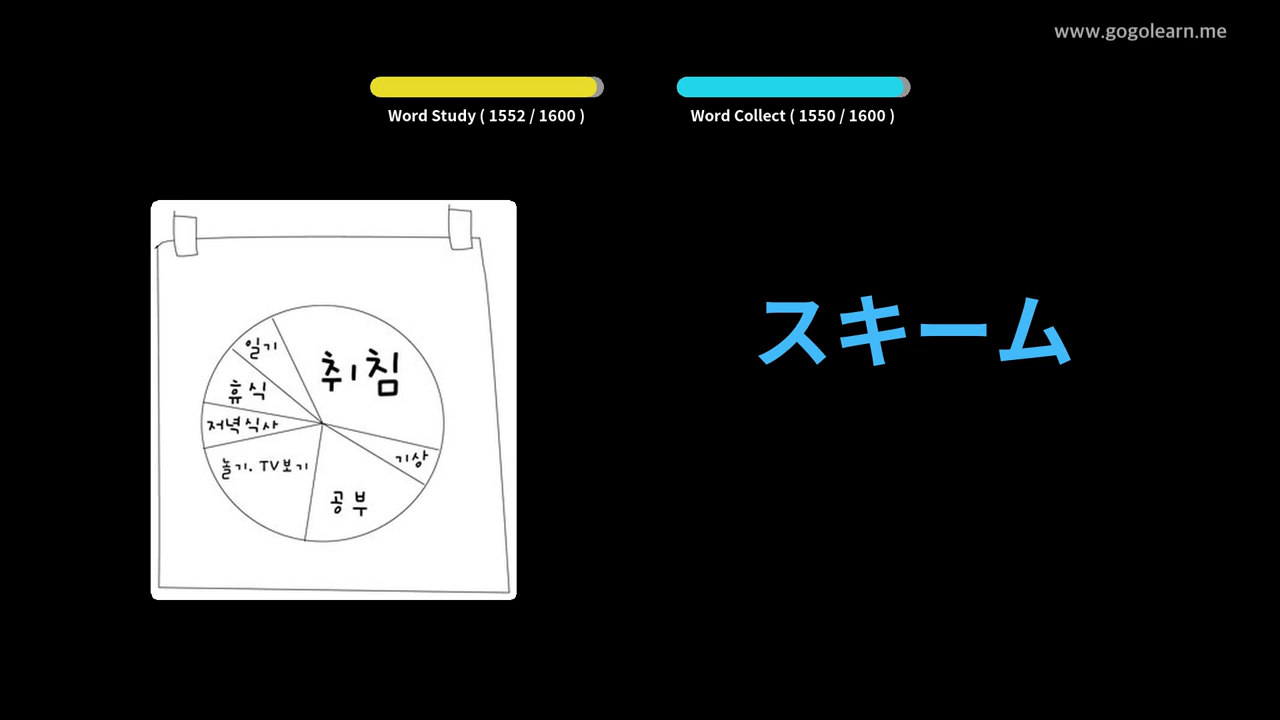 www.gogolearn.me
Word Study ( 1552 / 1600 )
Word Collect ( 1550 / 1600 )
일기
취침
휴식
저녁식사
놀기. TV보기
기상
공부
スキーム